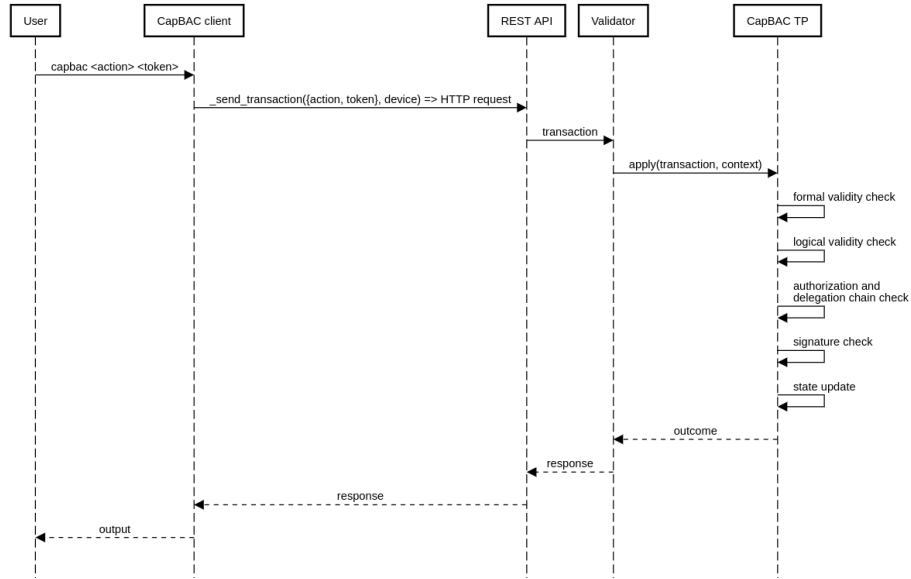 User
CapBAC client
REST API
Validator
CapBAC TP
capbac <action> <token>
_send_transaction({action, token}, device) => HTTP request
transaction
apply(transaction, context)
formal validity check
logical validity check
authorization and
delegation chain check
signature check
state update
outcome
response
response
output